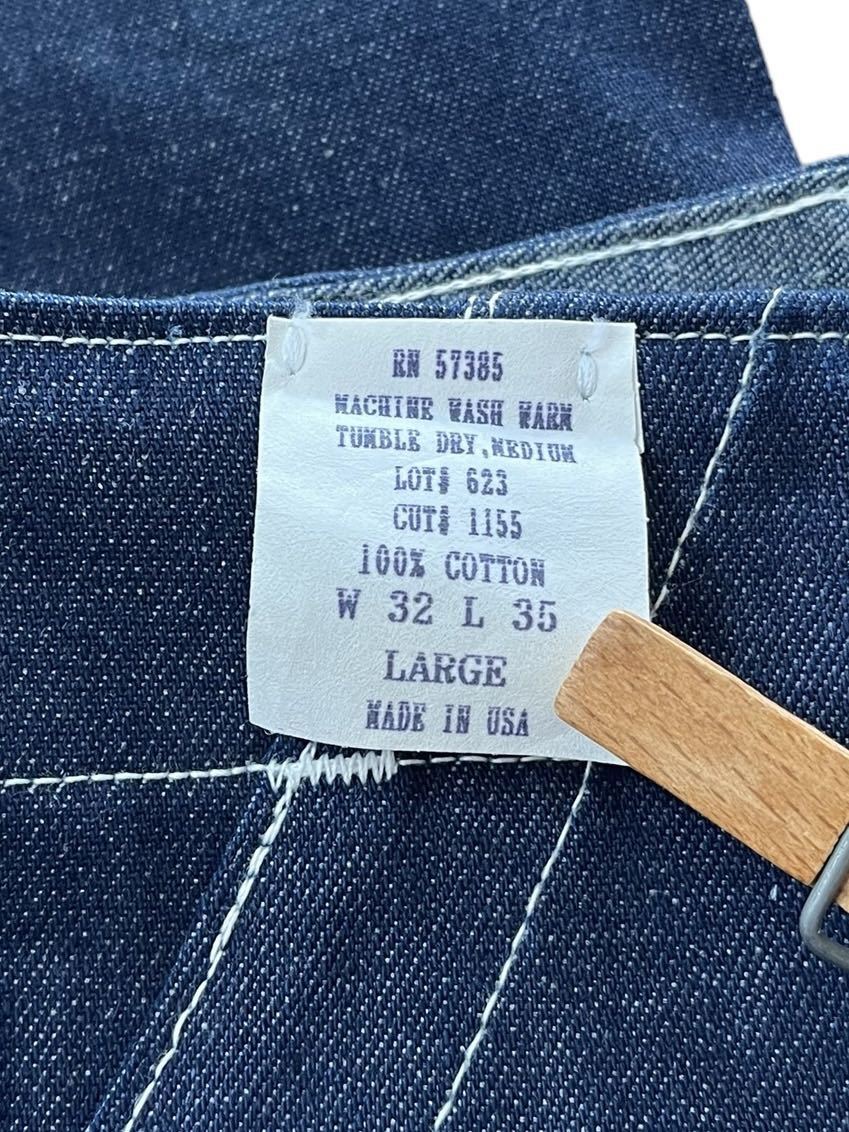 RN 57385
MACHINE WASH WARM
TUMBLE DRY,MEDIUM
LOT# 623
CUT# 1155
100% COTTON
W 32 L 35
LARGE
MADE IN USA